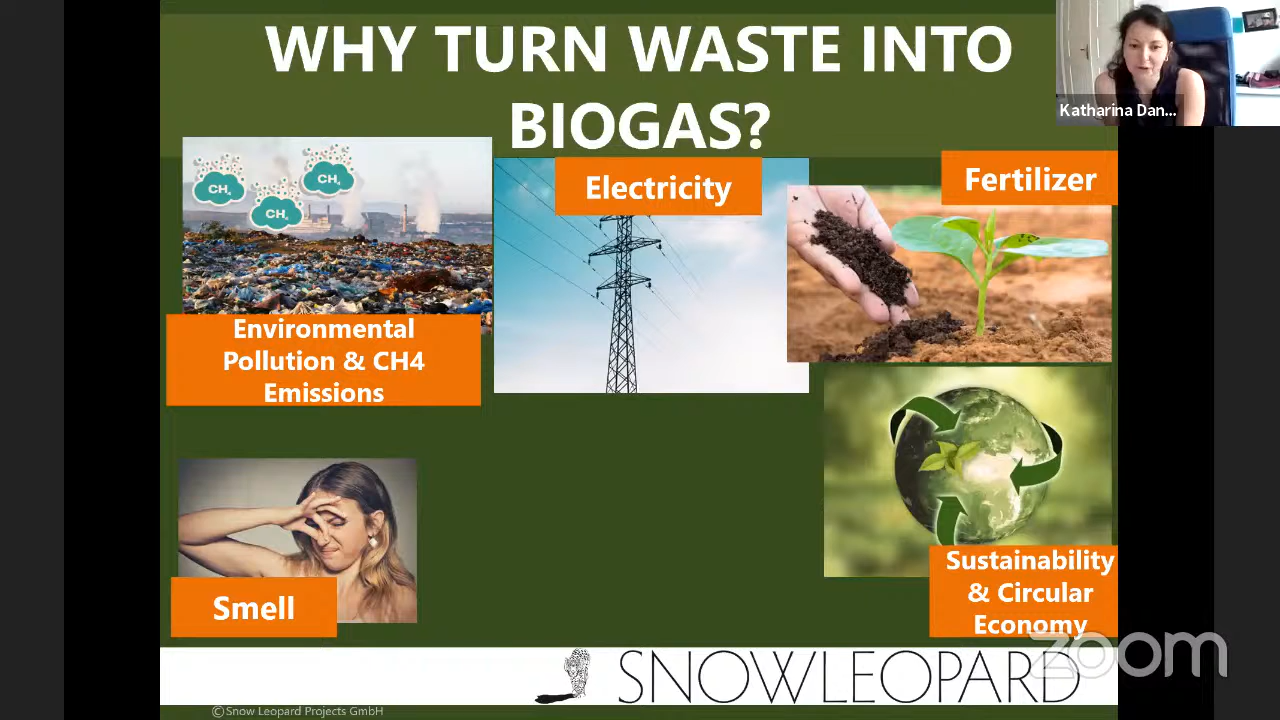 WHY TURN WASTE INTO
BIOGAS?
Katharina Dan...
CH₄
CH₄
CH₄
Electricity
Fertilizer
Environmental
Pollution & CH4
Emissions
Smell
Sustainability
& Circular
Economy
zoom
SNOWLEOPARD
©Snow Leopard Projects GmbH